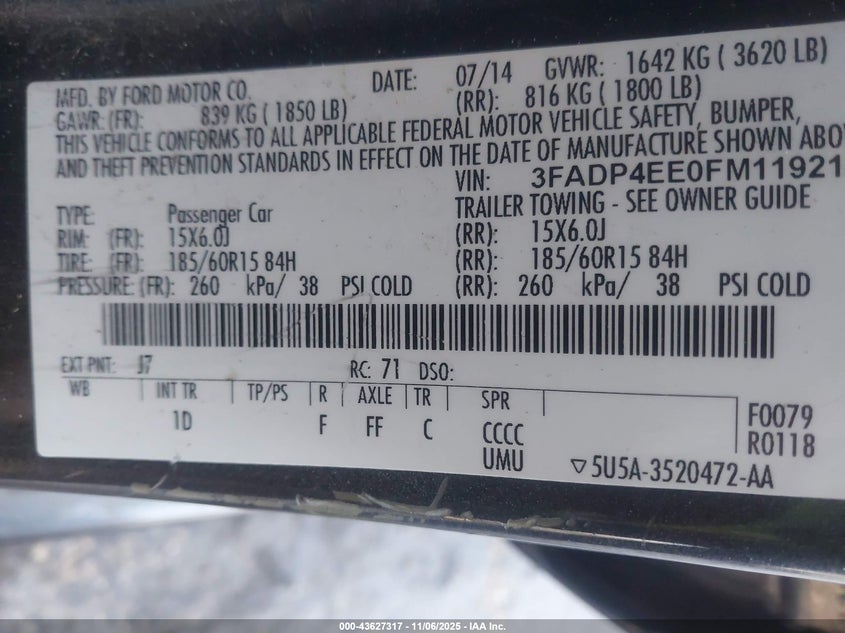 MFD. BY FORD MOTOR CO. DATE: 07/14 GVWR: 1642 KG ( 3620 LB)
GAWR: (FR): 839 KG ( 1850 LB) (RR): 816 KG ( 1800 LB)
THIS VEHICLE CONFORMS TO ALL APPLICABLE FEDERAL MOTOR VEHICLE SAFETY, BUMPER,
AND THEFT PREVENTION STANDARDS IN EFFECT ON THE DATE OF MANUFACTURE SHOWN ABO
VIN: 3FADP4EE0FM11921
TYPE: Passenger Car TRAILER TOWING - SEE OWNER GUIDE
RIM: (FR): 15X6.0J (RR): 15X6.0J
TIRE: (FR): 185/60R15 84H (RR): 185/60R15 84H
PRESSURE: (FR): 260 kPa/ 38 PSI COLD (RR): 260 kPa/ 38 PSI COLD
EXT PNT: J7 RC: 71 DSO:
WB INT TR TP/PS R AXLE TR SPR
1D F FF C CCCC
UMU
F0079
R0118
▽5U5A-3520472-AA
000-43627317 - 11/06/2025 - IAA Inc.